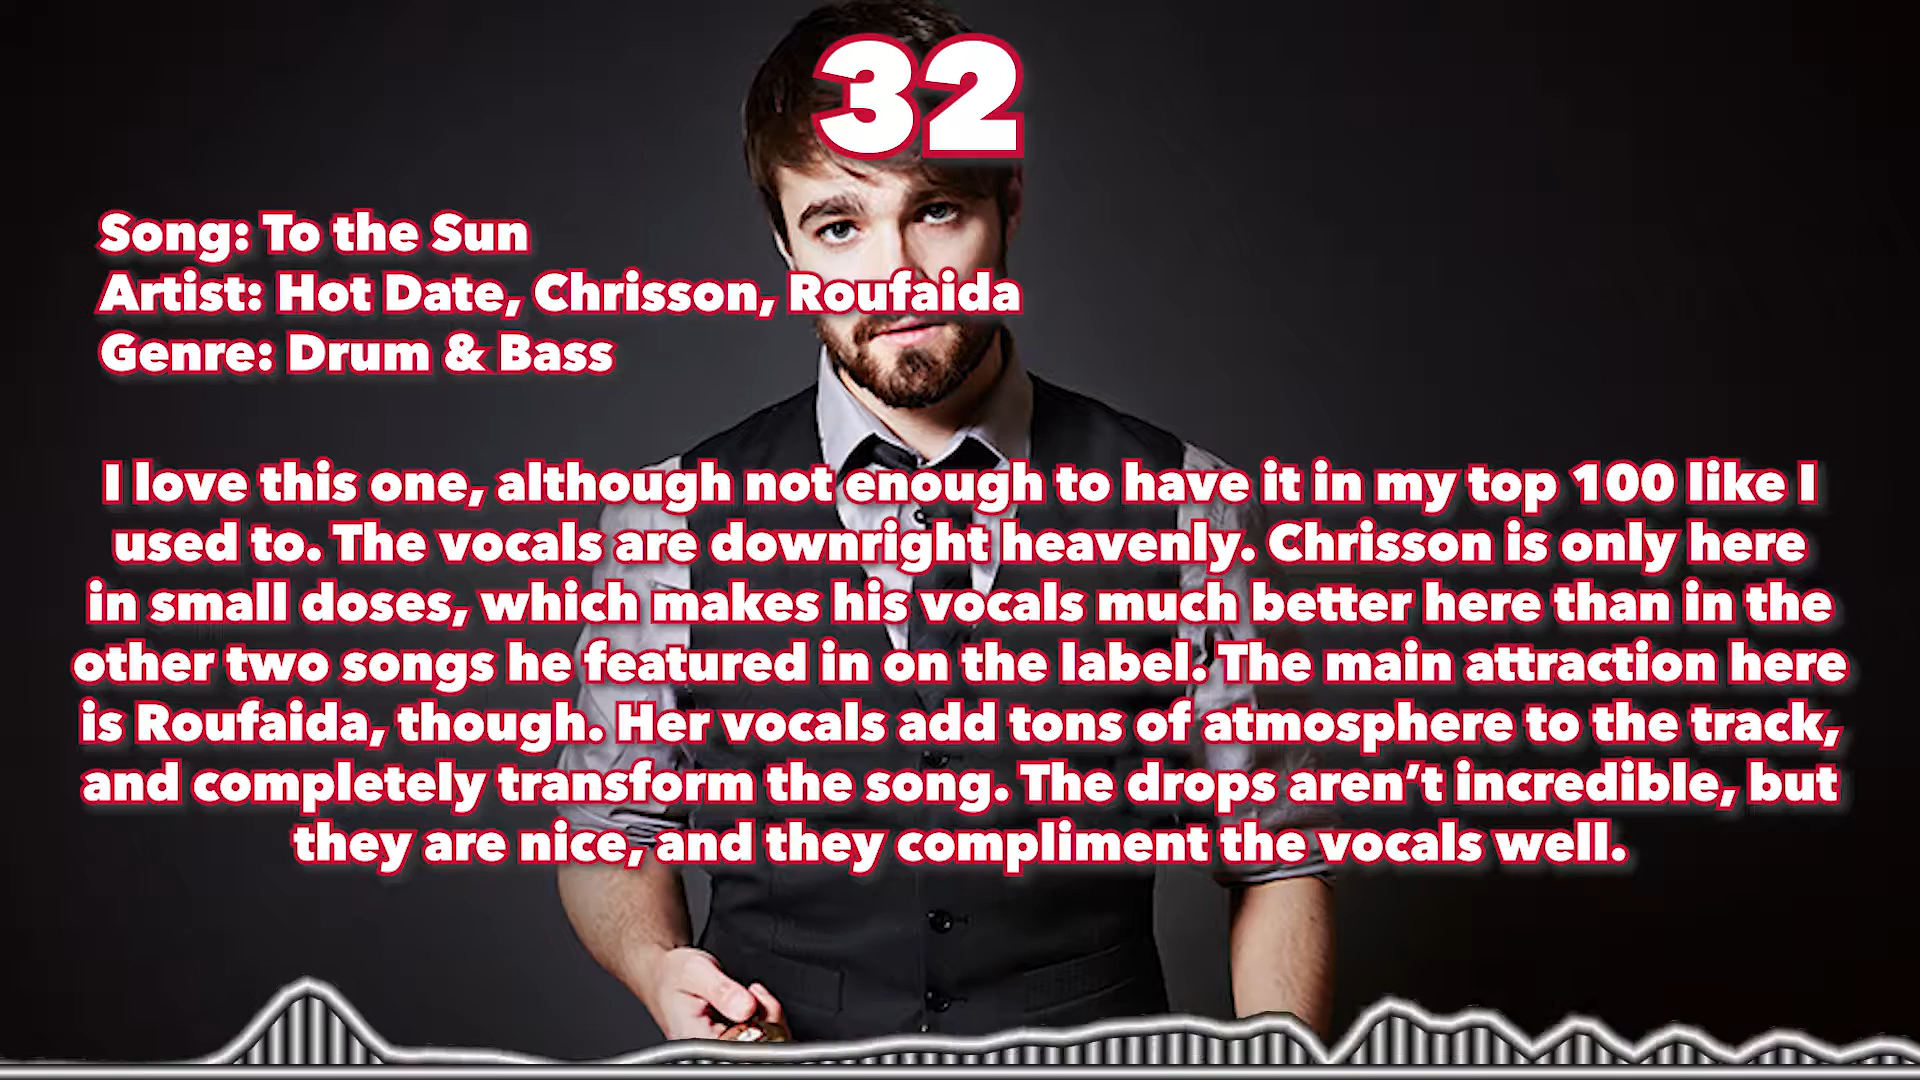 32
Song: To the Sun
Artist: Hot Date, Chrisson, Roufaida
Genre: Drum & Bass
I love this one, although not enough to have it in my top 100 like I
used to. The vocals are downright heavenly. Chrisson is only here
in small doses, which makes his vocals much better here than in the
other two songs he featured in on the label. The main attraction here
is Roufaida, though. Her vocals add tons of atmosphere to the track,
and completely transform the song. The drops aren’t incredible, but
they are nice, and they compliment the vocals well.